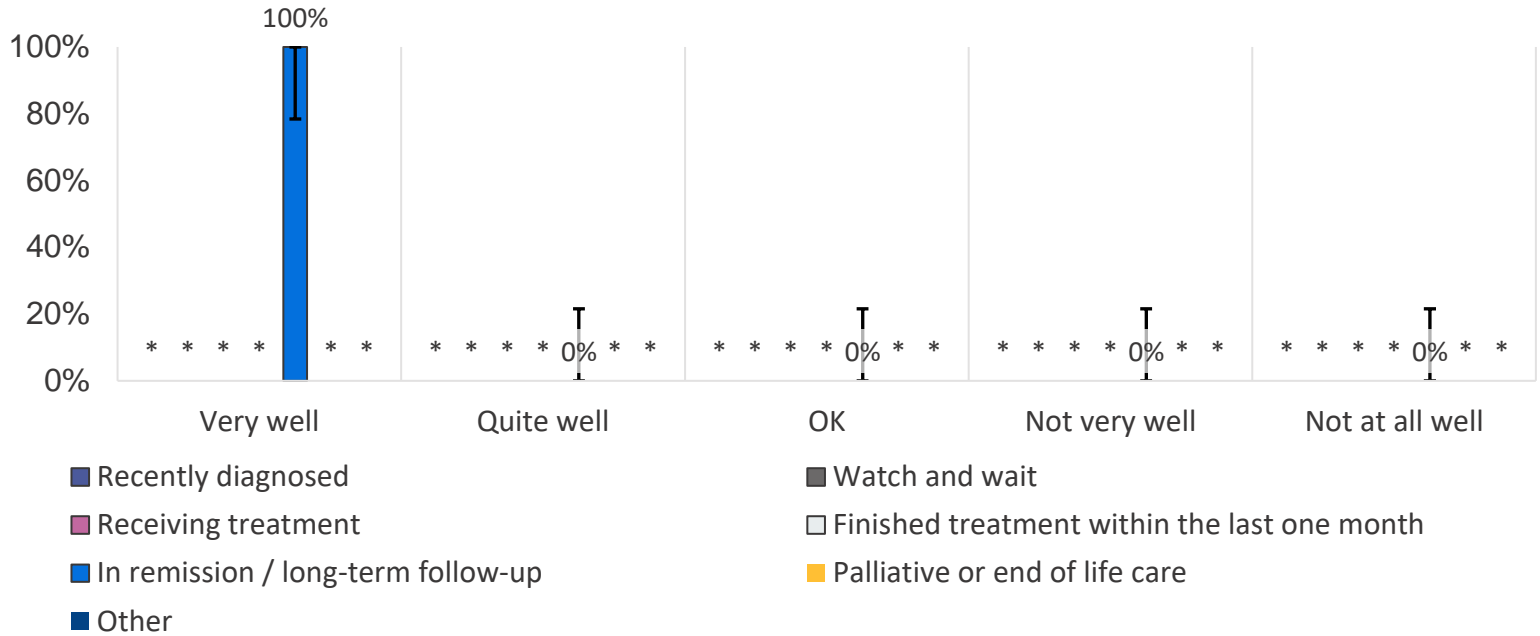 100%
100%
80%
60%
40%
20%
* * * * * * * * * * 0% * * * * * * 0% * * * * * * 0% * * * * * * 0% * *
0%
Very well Quite well OK Not very well Not at all well
Recently diagnosed Watch and wait
Receiving treatment Finished treatment within the last one month
In remission / long-term follow-up Palliative or end of life care
Other